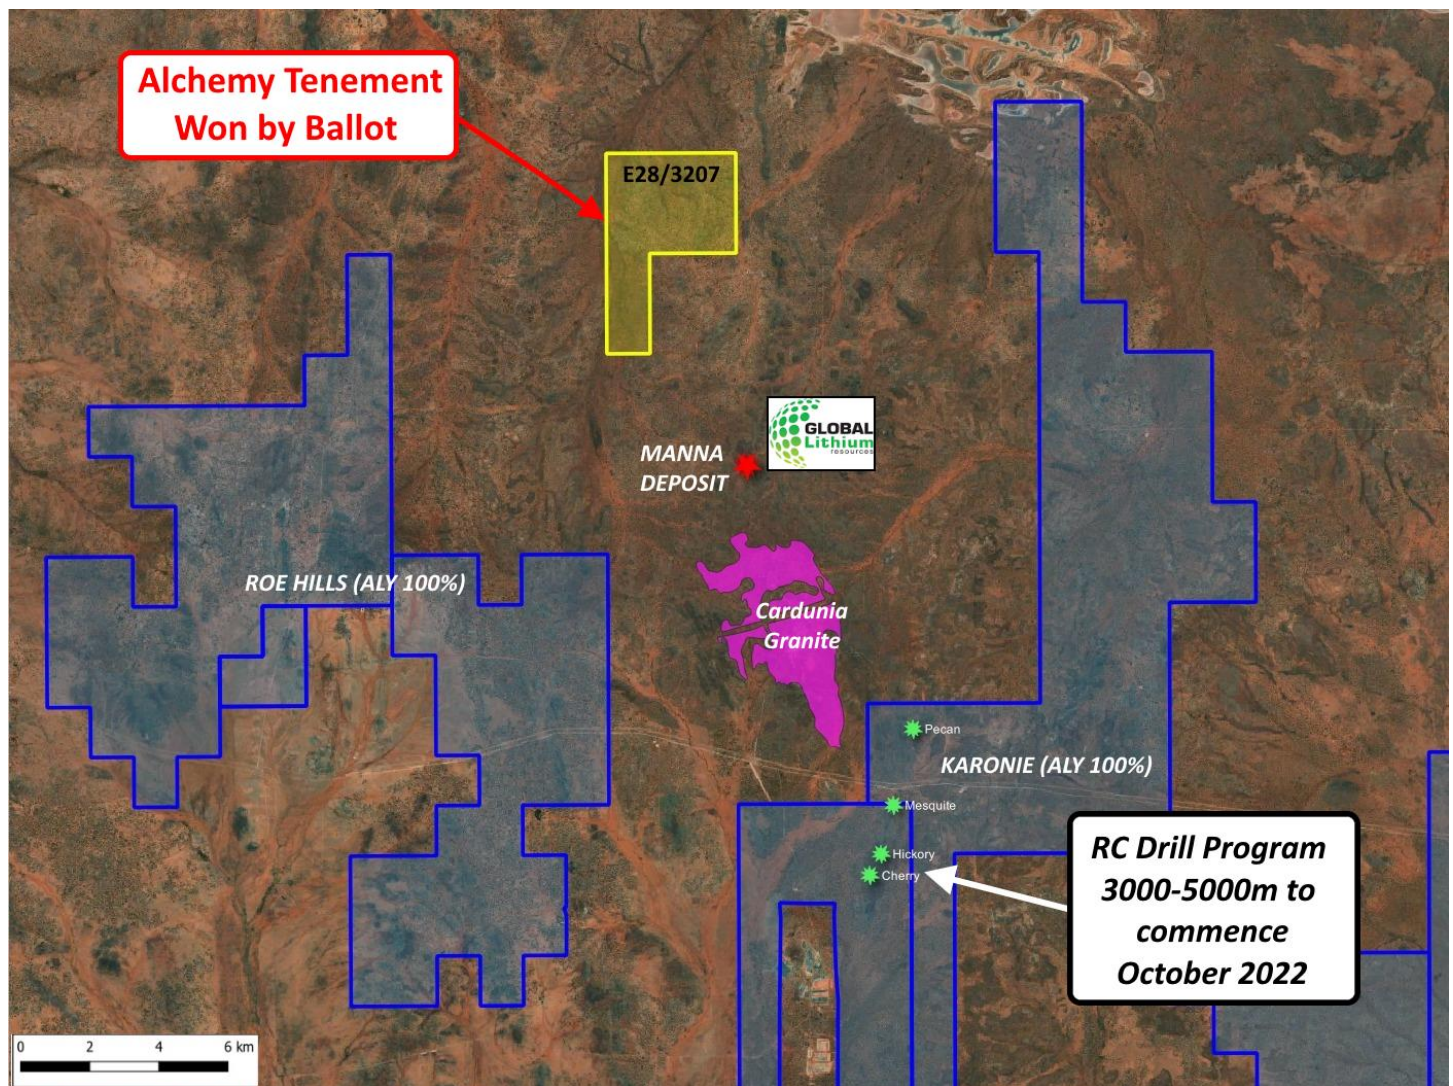 Alchemy Tenement
Won by Ballot
E28/3207
GLOBAL
Lithium
resources
MANNA
DEPOSIT
ROE HILLS (ALY 100%)
Cardunia
Granite
Pecan
KARONIE (ALY 100%)
Mesquite
Hickory
Cherry
RC Drill Program
3000-5000m to
commence
October 2022
0 2 4 6 km